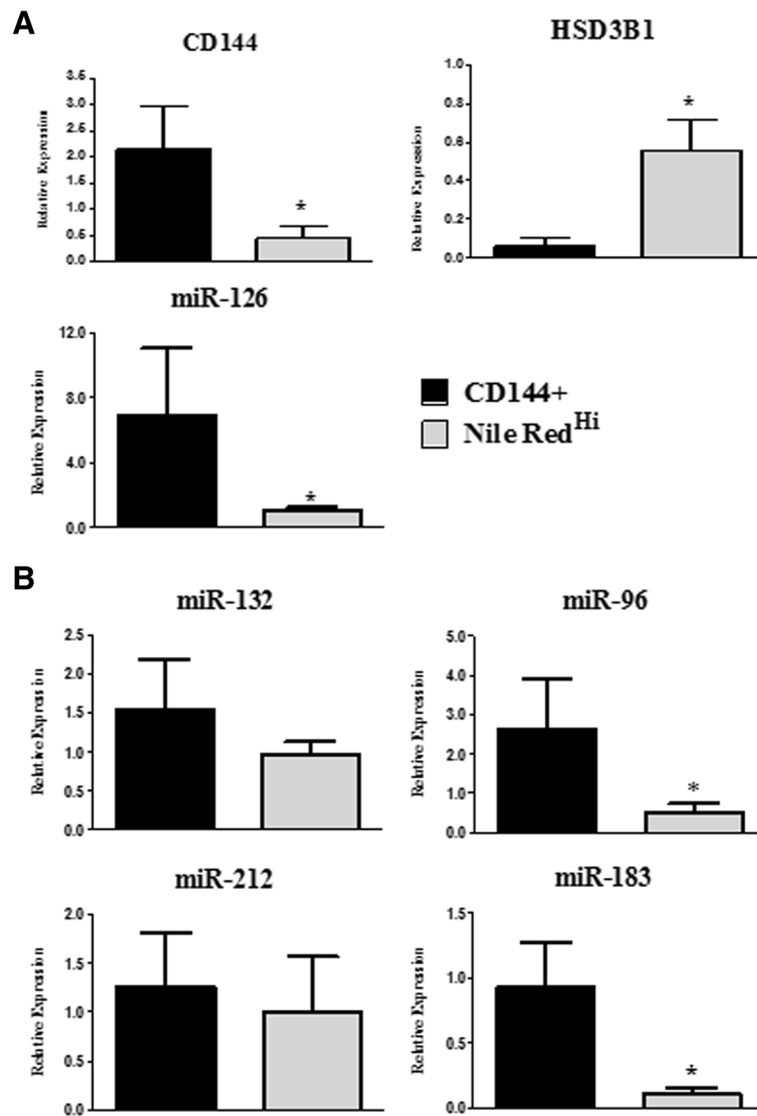 A
CD144
HSD3B1
Relative Expression
3.5
3.0
2.5
2.0
1.5
1.0
0.5
0.0
*
Relative Expression
1.0
0.8
0.6
0.4
0.2
0.0
*
miR-126
Relative Expression
12.0
8.0
4.0
0.0
*
CD144+
Nile Red Hi
B
miR-132
miR-96
Relative Expression
2.5
2.0
1.5
1.0
0.5
0.0
Relative Expression
5.0
4.0
3.0
2.0
1.0
0.0
*
miR-212
miR-183
Relative Expression
2.0
1.5
1.0
0.5
0.0
Relative Expression
1.5
1.0
0.5
0.0
*